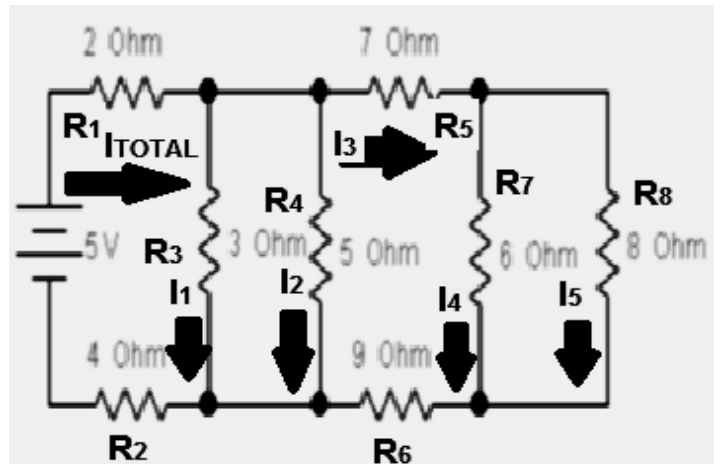 2 Ohm
7 Ohm
R1
ITOTAL
I3
R5
R7
R4
R8
5V
R3
3 Ohm
5 Ohm
6 Ohm
8 Ohm
I1
I2
I4
I5
4 Ohm
9 Ohm
R2
R6